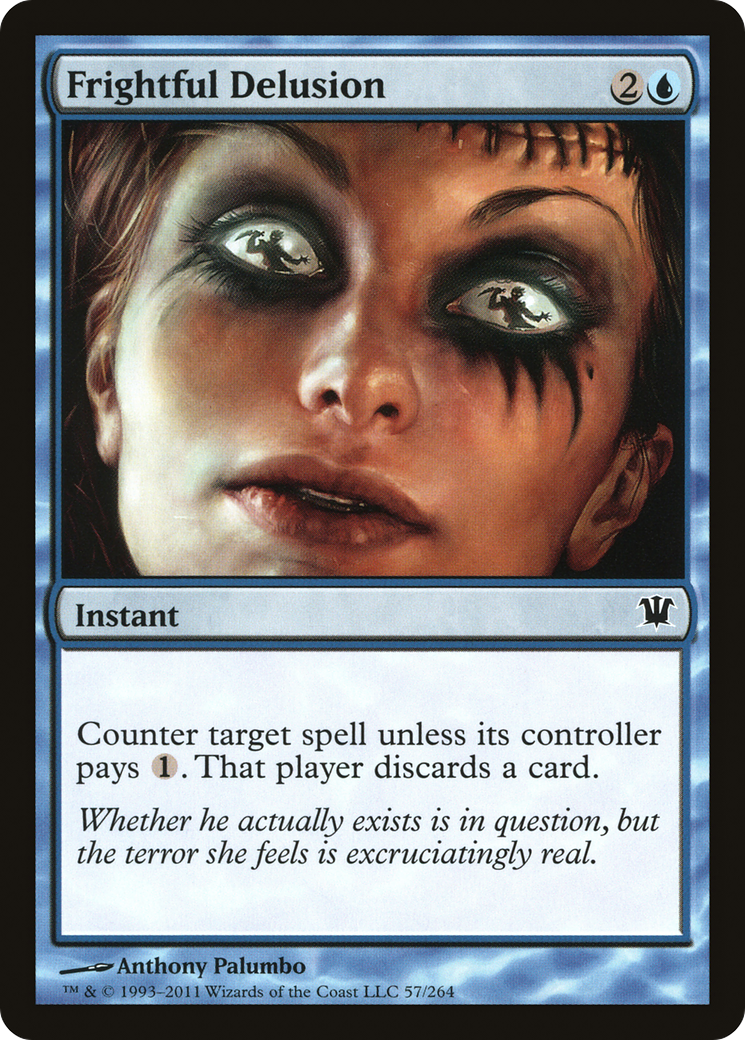 Frightful Delusion 2
Instant
Counter target spell unless its controller
pays 1. That player discards a card.
Whether he actually exists is in question, but
the terror she feels is excruciatingly real.
Anthony Palumbo
™ & © 1993–2011 Wizards of the Coast LLC 57/264